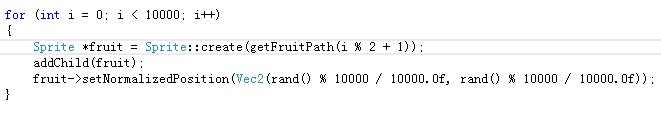 for (int i = 0; i < 10000; i++)
{
Sprite *fruit = Sprite::create(getFruitPath(i % 2 + 1));
addChild(fruit);
fruit->setNormalizedPosition(Vec2(rand() % 10000 / 10000.0f, rand() % 10000 / 10000.0f));
}